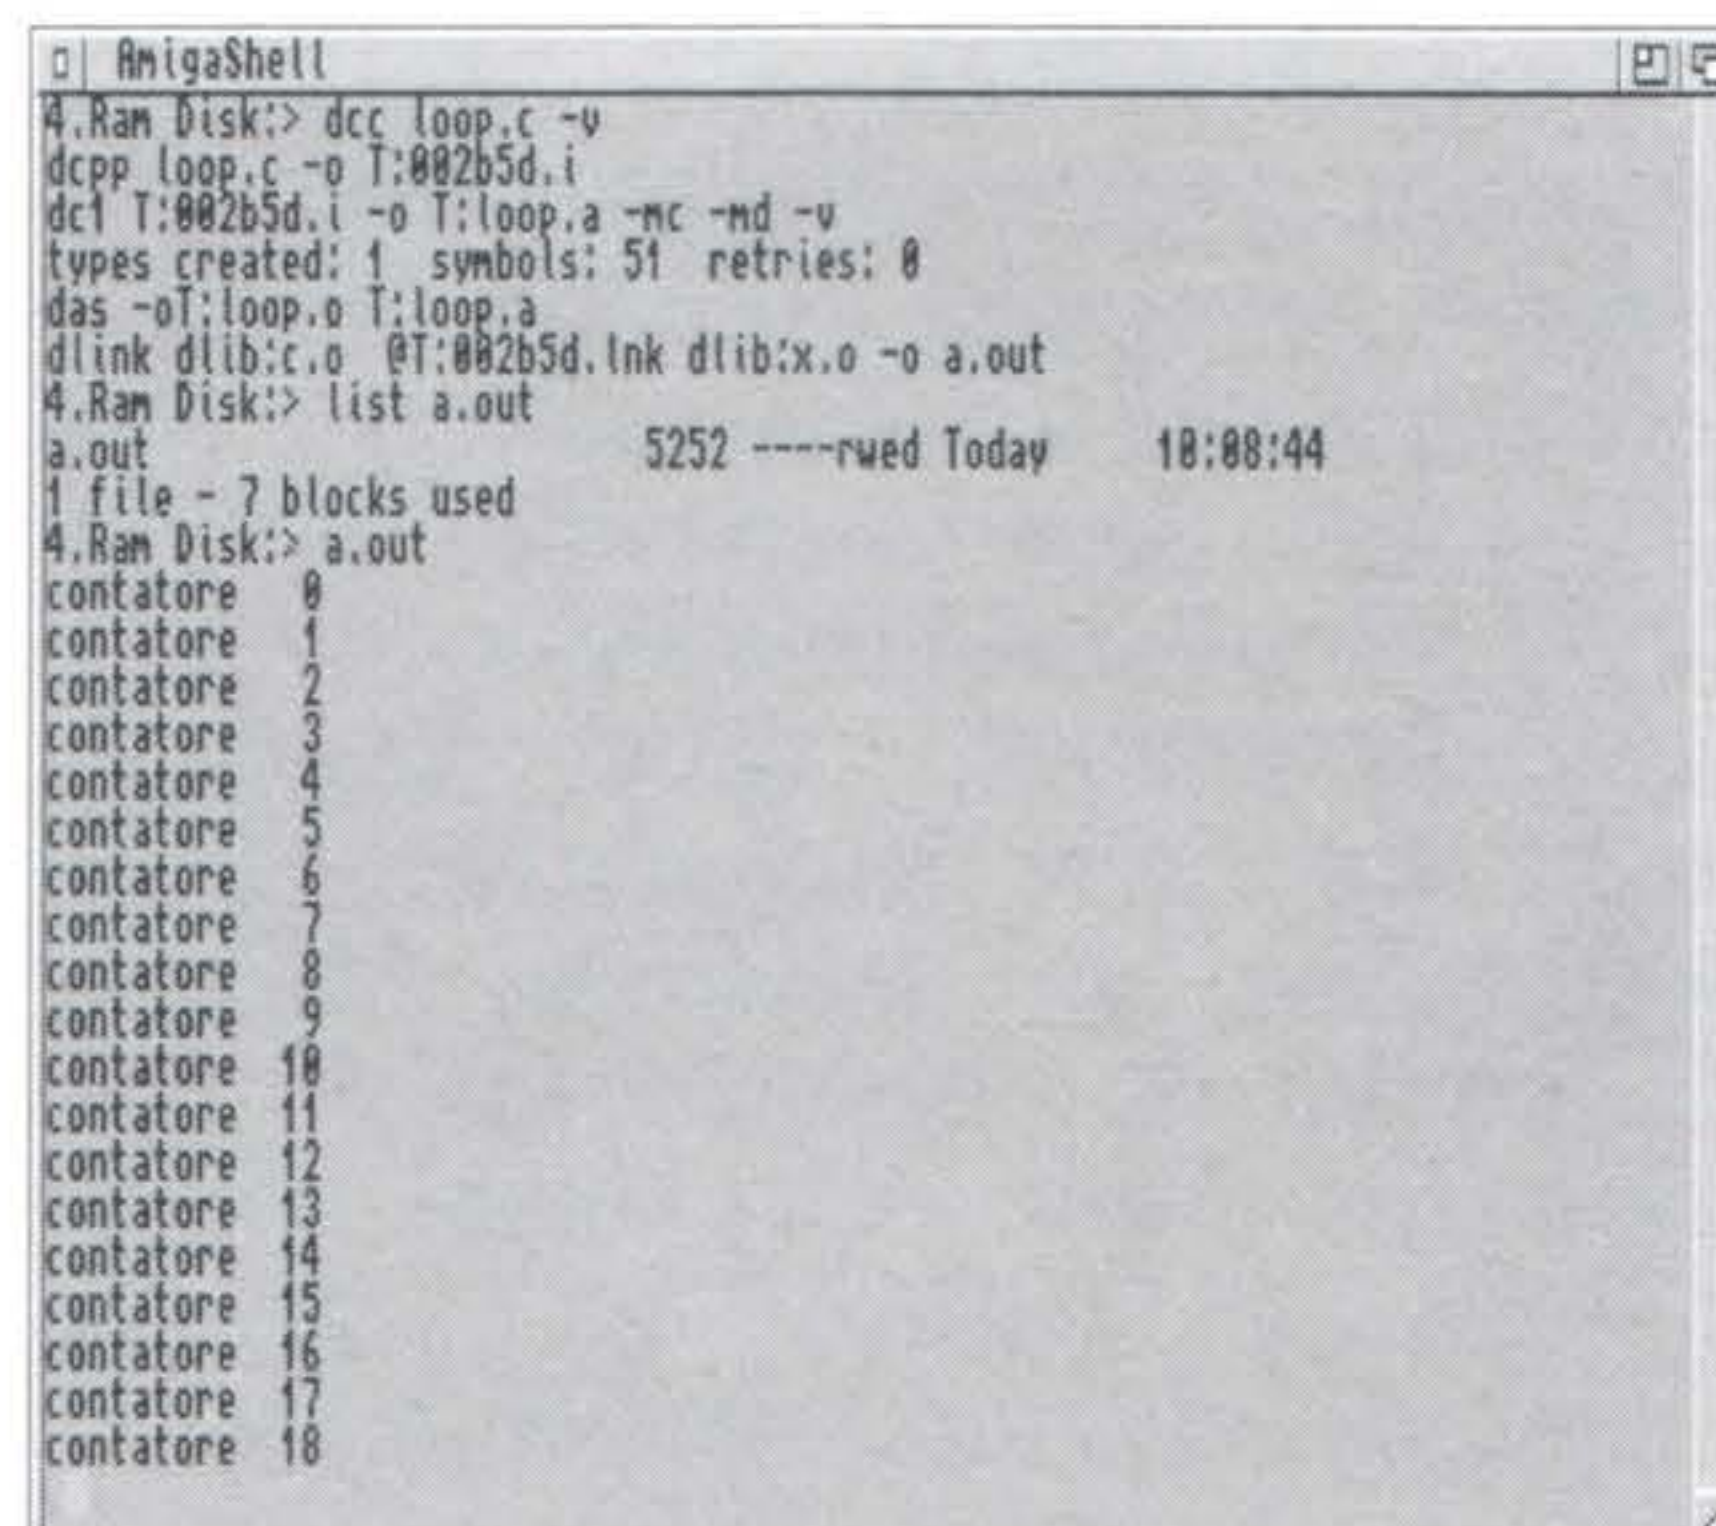 AmigaShell
4.Ram Disk:> dcc loop.c -v
dcpp loop.c -o T:002b5d.i
dc1 T:002b5d.i -o T:loop.a -mc -md -v
types created: 1  symbols: 51  retries: 0
das -oT:loop.o T:loop.a
dlink dlib:c.o  @T:002b5d.lnk dlib:x.o -o a.out
4.Ram Disk:> list a.out
a.out                          5252 ----rwed Today     10:08:44
1 file - 7 blocks used
4.Ram Disk:> a.out
contatore   0
contatore   1
contatore   2
contatore   3
contatore   4
contatore   5
contatore   6
contatore   7
contatore   8
contatore   9
contatore  10
contatore  11
contatore  12
contatore  13
contatore  14
contatore  15
contatore  16
contatore  17
contatore  18